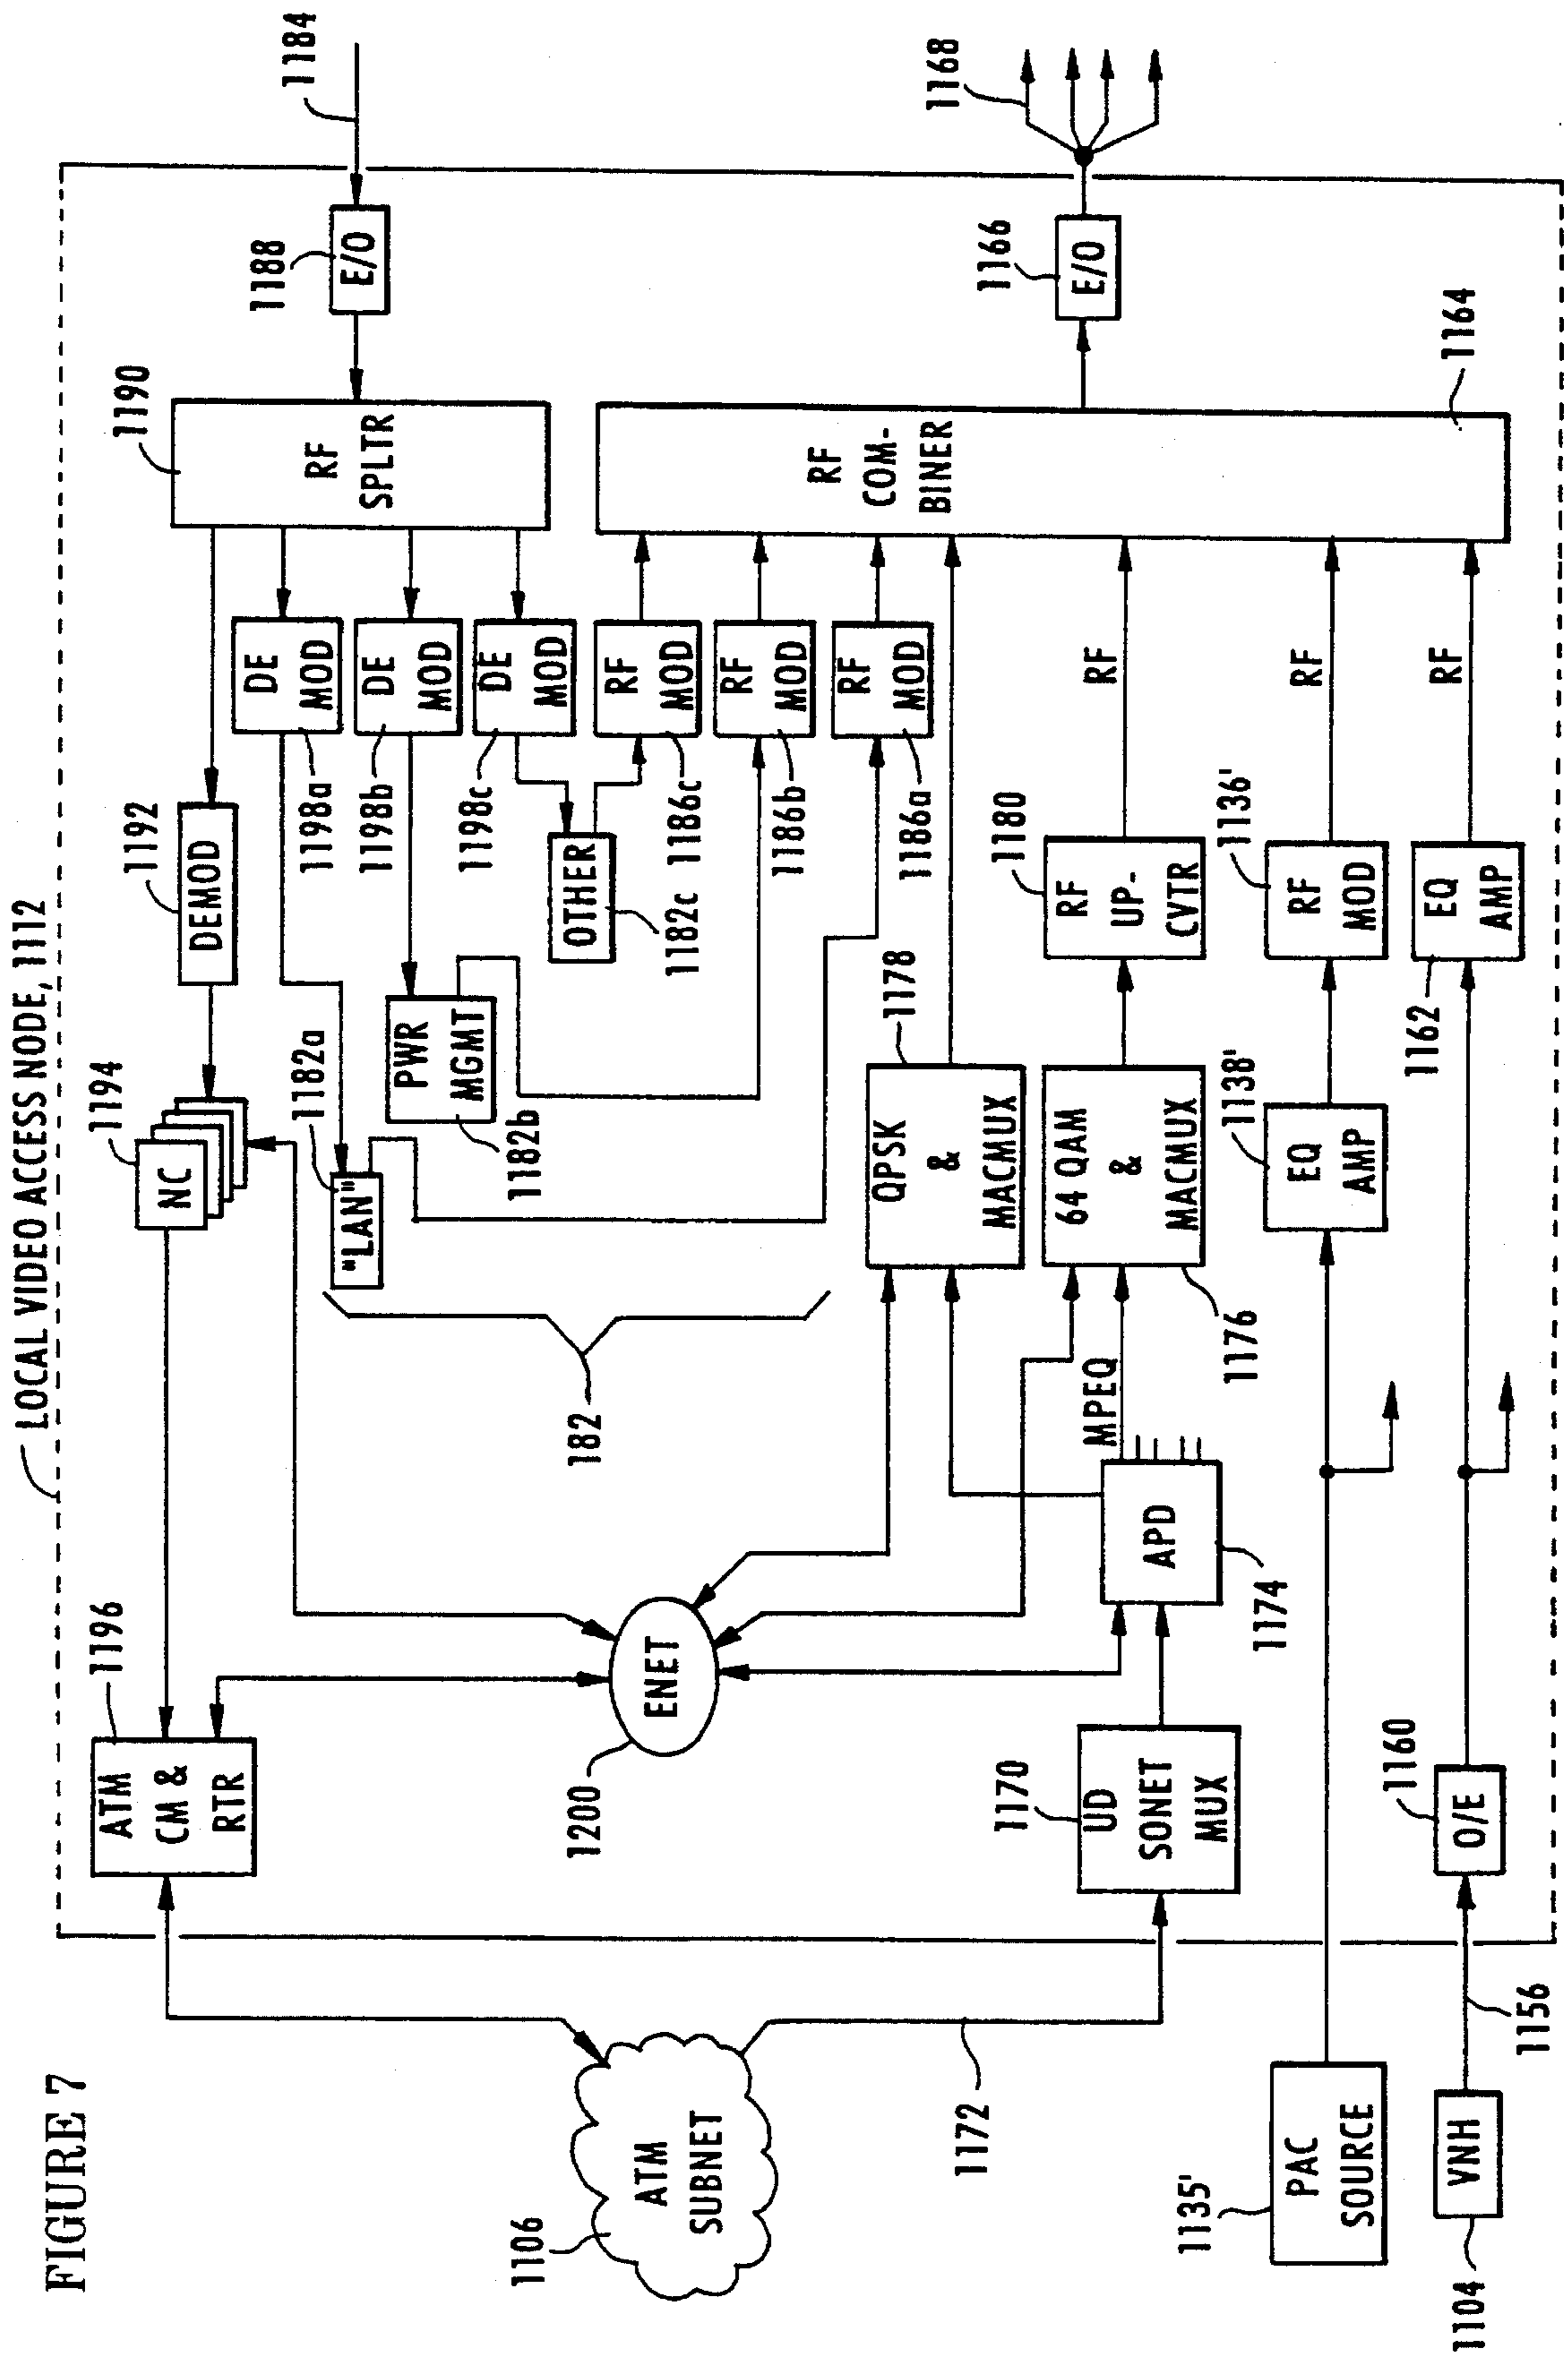 FIGURE 7
LOCAL VIDEO ACCESS NODE, 1112
1106
ATM
SUBNET
1172
1135'
PAC
SOURCE
1104
VNH
1156
1196
ATM
CM &
RTR
1200
ENET
1170
UD
SONET
MUX
1160
O/E
1174
APD
MPEQ
182
1194
NC
1182a
"LAN"
1182b
PWR
MGMT
1178
QPSK
&
MACMUX
64 QAM
&
MACMUX
1176
1138'
EQ
AMP
1192
DEMOD
1182c
OTHER
1180
RF
UP-
CVTR
1136'
RF
MOD
1162
EQ
AMP
1198a
DE
MOD
1198b
DE
MOD
1198c
DE
MOD
1186c
RF
MOD
1186b
RF
MOD
1186a
RF
MOD
RF
RF
RF
1190
RF
SPLTR
RF
COM-
BINER
1164
1188
E/O
1166
E/O
1184
1168